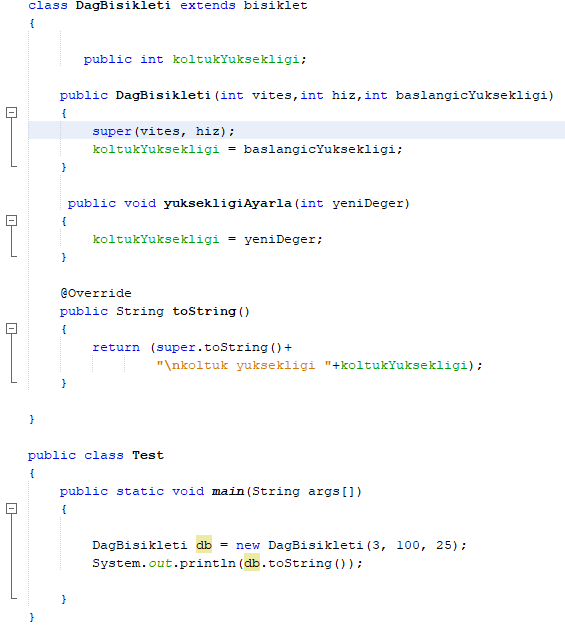 class DagBisikleti extends bisiklet
{
public int koltukYuksekligi;
public DagBisikleti(int vites,int hiz,int baslangicYuksekligi)
{
super(vites, hiz);
koltukYuksekligi = baslangicYuksekligi;
}
public void yuksekligiAyarla(int yeniDeger)
{
koltukYuksekligi = yeniDeger;
}
@Override
public String toString()
{
return (super.toString()+
"\nkoltuk yuksekligi "+koltukYuksekligi);
}
}
public class Test
{
public static void main(String args[])
{
DagBisikleti db = new DagBisikleti(3, 100, 25);
System.out.println(db.toString());
}
}